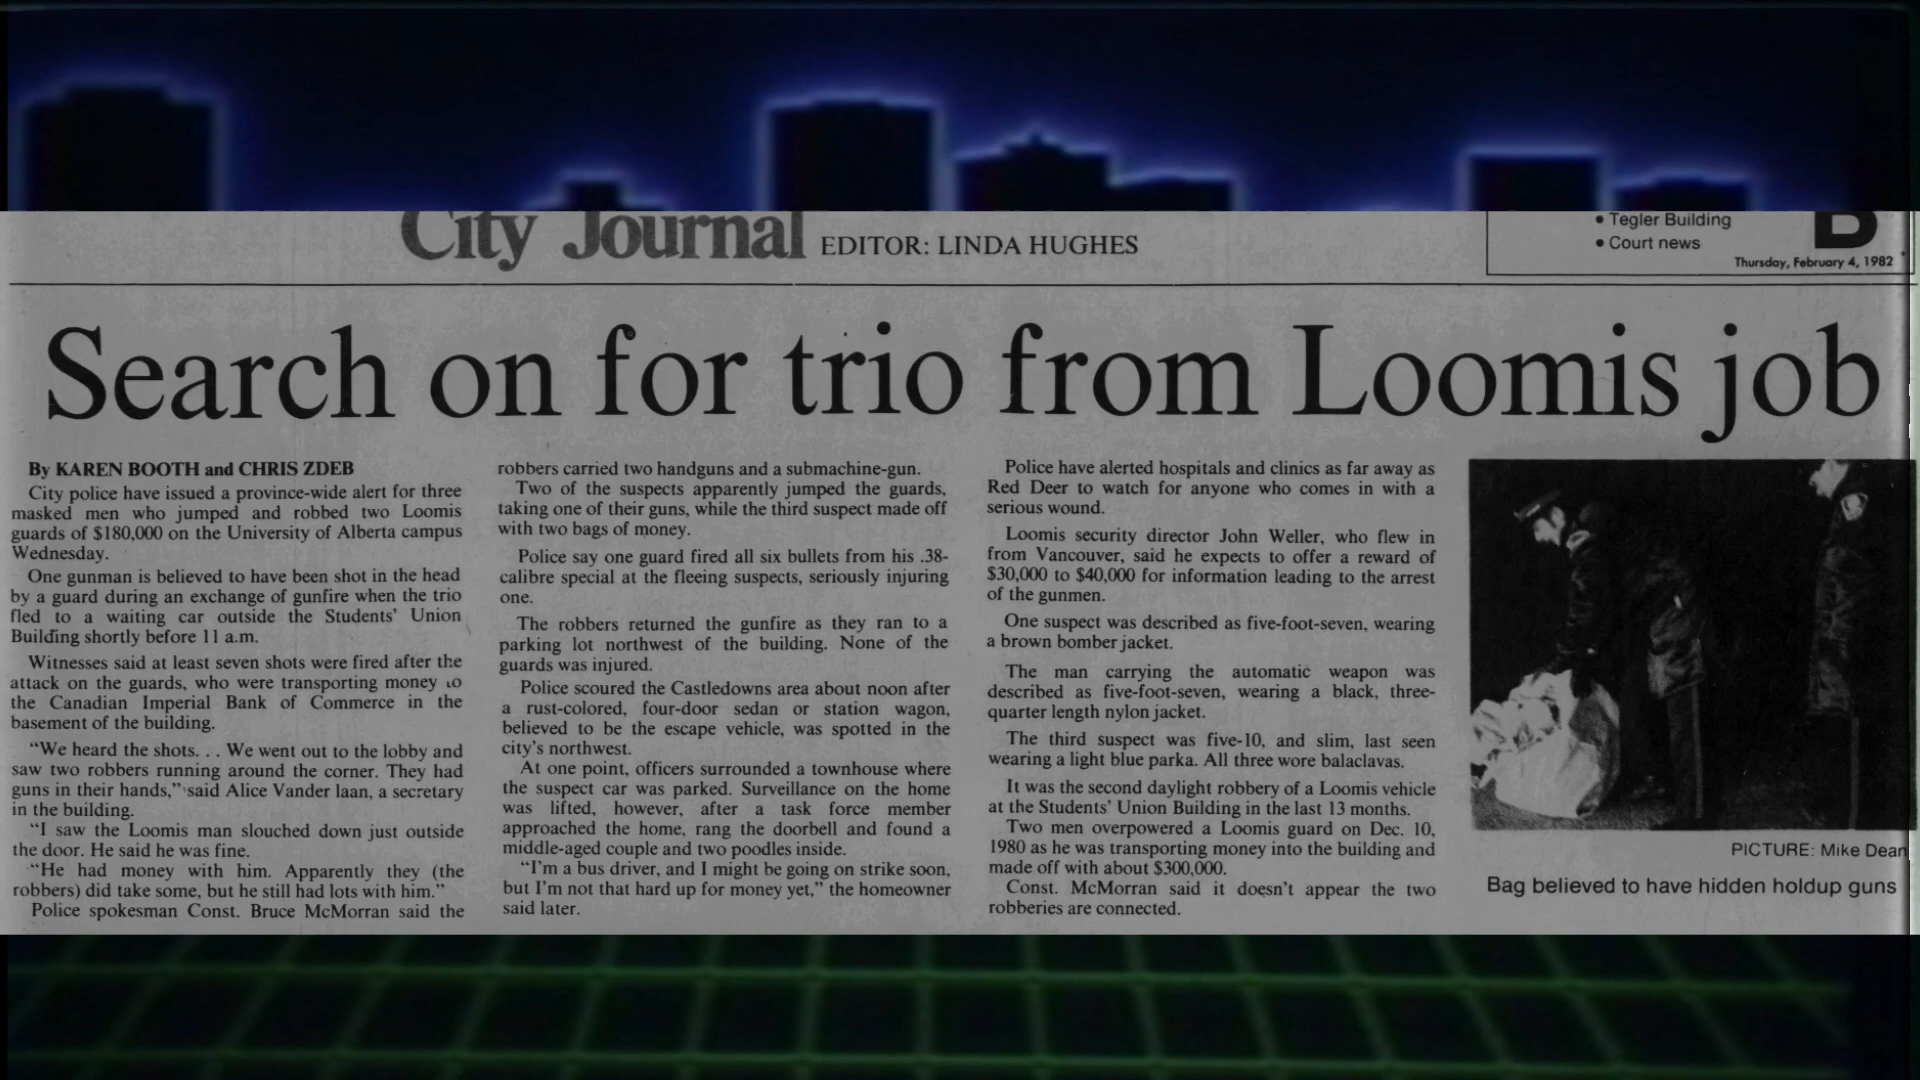 City Journal EDITOR: LINDA HUGHES
• Tegler Building
• Court news
B
Thursday, February 4, 1982
Search on for trio from Loomis job
By KAREN BOOTH and CHRIS ZDEB
City police have issued a province-wide alert for three
masked men who jumped and robbed two Loomis
guards of $180,000 on the University of Alberta campus
Wednesday.
One gunman is believed to have been shot in the head
by a guard during an exchange of gunfire when the trio
fled to a waiting car outside the Students' Union
Building shortly before 11 a.m.
Witnesses said at least seven shots were fired after the
attack on the guards, who were transporting money to
the Canadian Imperial Bank of Commerce in the
basement of the building.
“We heard the shots. . . We went out to the lobby and
saw two robbers running around the corner. They had
guns in their hands,” said Alice Vander laan, a secretary
in the building.
“I saw the Loomis man slouched down just outside
the door. He said he was fine.
“He had money with him. Apparently they (the
robbers) did take some, but he still had lots with him.”
Police spokesman Const. Bruce McMorran said the
robbers carried two handguns and a submachine-gun.
Two of the suspects apparently jumped the guards,
taking one of their guns, while the third suspect made off
with two bags of money.
Police say one guard fired all six bullets from his .38-
calibre special at the fleeing suspects, seriously injuring
one.
The robbers returned the gunfire as they ran to a
parking lot northwest of the building. None of the
guards was injured.
Police scoured the Castledowns area about noon after
a rust-colored, four-door sedan or station wagon,
believed to be the escape vehicle, was spotted in the
city's northwest.
At one point, officers surrounded a townhouse where
the suspect car was parked. Surveillance on the home
was lifted, however, after a task force member
approached the home, rang the doorbell and found a
middle-aged couple and two poodles inside.
“I'm a bus driver, and I might be going on strike soon,
but I'm not that hard up for money yet,” the homeowner
said later.
Police have alerted hospitals and clinics as far away as
Red Deer to watch for anyone who comes in with a
serious wound.
Loomis security director John Weller, who flew in
from Vancouver, said he expects to offer a reward of
$30,000 to $40,000 for information leading to the arrest
of the gunmen.
One suspect was described as five-foot-seven, wearing
a brown bomber jacket.
The man carrying the automatic weapon was
described as five-foot-seven, wearing a black, three-
quarter length nylon jacket.
The third suspect was five-10, and slim, last seen
wearing a light blue parka. All three wore balaclavas.
It was the second daylight robbery of a Loomis vehicle
at the Students' Union Building in the last 13 months.
Two men overpowered a Loomis guard on Dec. 10,
1980 as he was transporting money into the building and
made off with about $300,000.
Const. McMorran said it doesn't appear the two
robberies are connected.
PICTURE: Mike Dean
Bag believed to have hidden holdup guns